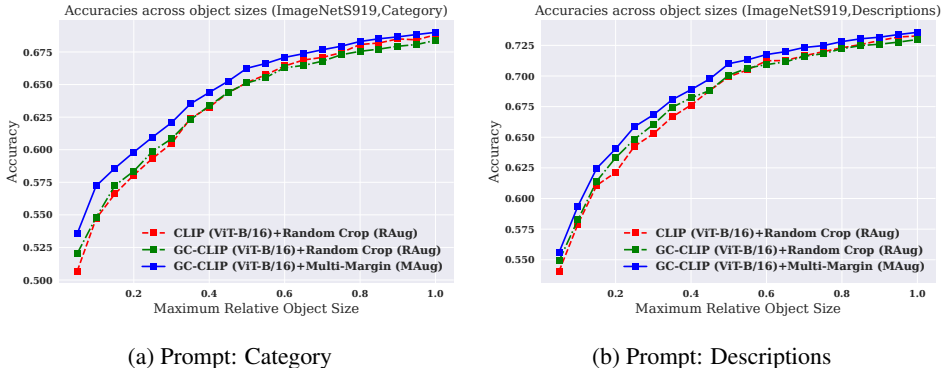 Accuracies across object sizes (ImageNetS919,Category)
0.675
0.650
0.625
0.600
0.575
0.550
0.525
0.500
Accuracy
CLIP (ViT-B/16)+Random Crop (RAug)
GC-CLIP (ViT-B/16)+Random Crop (RAug)
GC-CLIP (ViT-B/16)+Multi-Margin (MAug)
0.2 0.4 0.6 0.8 1.0
Maximum Relative Object Size
(a) Prompt: Category
Accuracies across object sizes (ImageNetS919,Descriptions)
0.725
0.700
0.675
0.650
0.625
0.600
0.575
0.550
Accuracy
CLIP (ViT-B/16)+Random Crop (RAug)
GC-CLIP (ViT-B/16)+Random Crop (RAug)
GC-CLIP (ViT-B/16)+Multi-Margin (MAug)
0.2 0.4 0.6 0.8 1.0
Maximum Relative Object Size
(b) Prompt: Descriptions